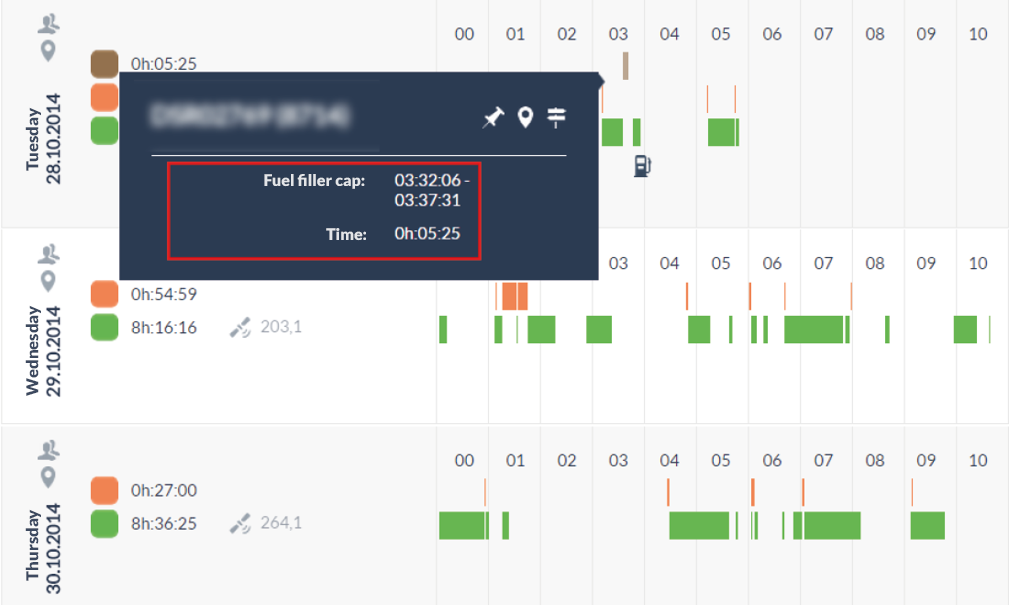 00 01 02 03 04 05 06 07 08 09 10
0h:05:25
Tuesday
28.10.2014
Fuel filler cap: 03:32:06 -
03:37:31
Time: 0h:05:25
03 04 05 06 07 08 09 10
Wednesday
29.10.2014
0h:54:59
8h:16:16 203,1
00 01 02 03 04 05 06 07 08 09 10
Thursday
30.10.2014
0h:27:00
8h:36:25 264,1